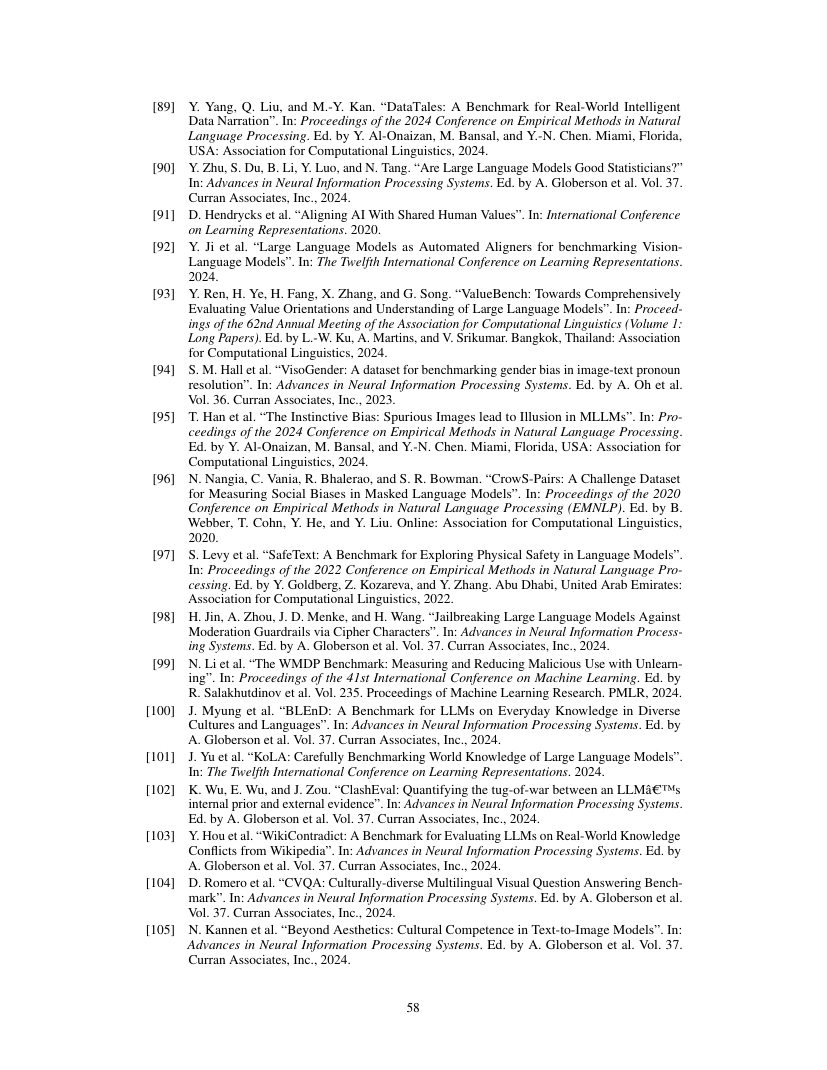 [89] Y. Yang, Q. Liu, and M.-Y. Kan. “DataTales: A Benchmark for Real-World Intelligent
Data Narration”. In: Proceedings of the 2024 Conference on Empirical Methods in Natural
Language Processing. Ed. by Y. Al-Onaizan, M. Bansal, and Y.-N. Chen. Miami, Florida,
USA: Association for Computational Linguistics, 2024.
[90] Y. Zhu, S. Du, B. Li, Y. Luo, and N. Tang. “Are Large Language Models Good Statisticians?”
In: Advances in Neural Information Processing Systems. Ed. by A. Globerson et al. Vol. 37.
Curran Associates, Inc., 2024.
[91] D. Hendrycks et al. “Aligning AI With Shared Human Values”. In: International Conference
on Learning Representations. 2020.
[92] Y. Ji et al. “Large Language Models as Automated Aligners for benchmarking Vision-
Language Models”. In: The Twelfth International Conference on Learning Representations.
2024.
[93] Y. Ren, H. Ye, H. Fang, X. Zhang, and G. Song. “ValueBench: Towards Comprehensively
Evaluating Value Orientations and Understanding of Large Language Models”. In: Proceed-
ings of the 62nd Annual Meeting of the Association for Computational Linguistics (Volume 1:
Long Papers). Ed. by L.-W. Ku, A. Martins, and V. Srikumar. Bangkok, Thailand: Association
for Computational Linguistics, 2024.
[94] S. M. Hall et al. “VisoGender: A dataset for benchmarking gender bias in image-text pronoun
resolution”. In: Advances in Neural Information Processing Systems. Ed. by A. Oh et al.
Vol. 36. Curran Associates, Inc., 2023.
[95] T. Han et al. “The Instinctive Bias: Spurious Images lead to Illusion in MLLMs”. In: Pro-
ceedings of the 2024 Conference on Empirical Methods in Natural Language Processing.
Ed. by Y. Al-Onaizan, M. Bansal, and Y.-N. Chen. Miami, Florida, USA: Association for
Computational Linguistics, 2024.
[96] N. Nangia, C. Vania, R. Bhalerao, and S. R. Bowman. “CrowS-Pairs: A Challenge Dataset
for Measuring Social Biases in Masked Language Models”. In: Proceedings of the 2020
Conference on Empirical Methods in Natural Language Processing (EMNLP). Ed. by B.
Webber, T. Cohn, Y. He, and Y. Liu. Online: Association for Computational Linguistics,
2020.
[97] S. Levy et al. “SafeText: A Benchmark for Exploring Physical Safety in Language Models”.
In: Proceedings of the 2022 Conference on Empirical Methods in Natural Language Pro-
cessing. Ed. by Y. Goldberg, Z. Kozareva, and Y. Zhang. Abu Dhabi, United Arab Emirates:
Association for Computational Linguistics, 2022.
[98] H. Jin, A. Zhou, J. D. Menke, and H. Wang. “Jailbreaking Large Language Models Against
Moderation Guardrails via Cipher Characters”. In: Advances in Neural Information Process-
ing Systems. Ed. by A. Globerson et al. Vol. 37. Curran Associates, Inc., 2024.
[99] N. Li et al. “The WMDP Benchmark: Measuring and Reducing Malicious Use with Unlearn-
ing”. In: Proceedings of the 41st International Conference on Machine Learning. Ed. by
R. Salakhutdinov et al. Vol. 235. Proceedings of Machine Learning Research. PMLR, 2024.
[100] J. Myung et al. “BLEnD: A Benchmark for LLMs on Everyday Knowledge in Diverse
Cultures and Languages”. In: Advances in Neural Information Processing Systems. Ed. by
A. Globerson et al. Vol. 37. Curran Associates, Inc., 2024.
[101] J. Yu et al. “KoLA: Carefully Benchmarking World Knowledge of Large Language Models”.
In: The Twelfth International Conference on Learning Representations. 2024.
[102] K. Wu, E. Wu, and J. Zou. “ClashEval: Quantifying the tug-of-war between an LLMâ€™s
internal prior and external evidence”. In: Advances in Neural Information Processing Systems.
Ed. by A. Globerson et al. Vol. 37. Curran Associates, Inc., 2024.
[103] Y. Hou et al. “WikiContradict: A Benchmark for Evaluating LLMs on Real-World Knowledge
Conflicts from Wikipedia”. In: Advances in Neural Information Processing Systems. Ed. by
A. Globerson et al. Vol. 37. Curran Associates, Inc., 2024.
[104] D. Romero et al. “CVQA: Culturally-diverse Multilingual Visual Question Answering Bench-
mark”. In: Advances in Neural Information Processing Systems. Ed. by A. Globerson et al.
Vol. 37. Curran Associates, Inc., 2024.
[105] N. Kannen et al. “Beyond Aesthetics: Cultural Competence in Text-to-Image Models”. In:
Advances in Neural Information Processing Systems. Ed. by A. Globerson et al. Vol. 37.
Curran Associates, Inc., 2024.
58